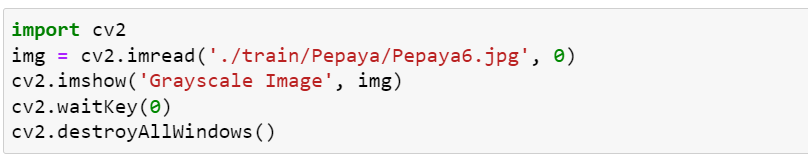 import cv2
img = cv2.imread('./train/Pepaya/Pepaya6.jpg', 0)
cv2.imshow('Grayscale Image', img)
cv2.waitKey(0)
cv2.destroyAllWindows()